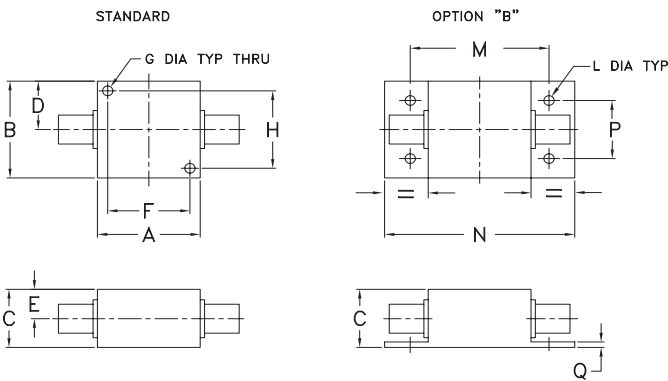 STANDARD
OPTION "B"
G DIA TYP THRU
M
L DIA TYP
D
B
H
P
F
A
=
=
N
E
C
C
Q